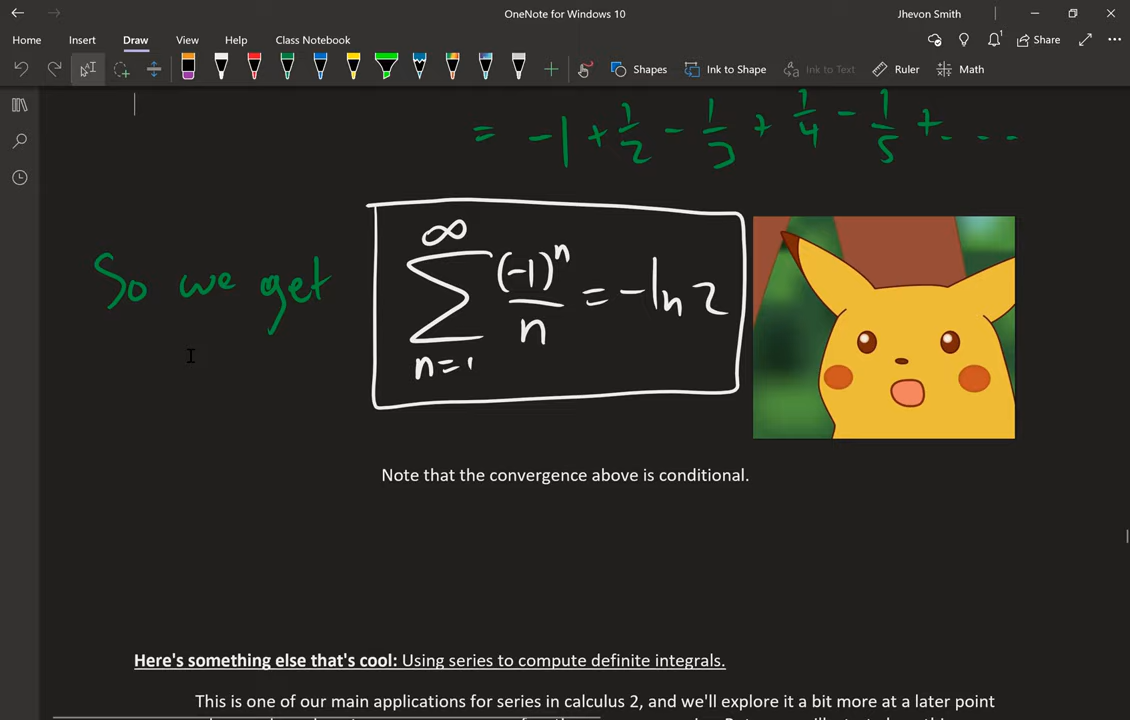 OneNote for Windows 10
Jhevon Smith
Home Insert Draw View Help Class Notebook
Share
Shapes Ink to Shape Ink to Text Ruler Math
= -1 + 1/2 - 1/3 + 1/4 - 1/5 + - - -
So we get
∞
∑ (-1)^n / n = -ln 2
n=1
Note that the convergence above is conditional.
Here's something else that's cool: Using series to compute definite integrals.
This is one of our main applications for series in calculus 2, and we'll explore it a bit more at a later point